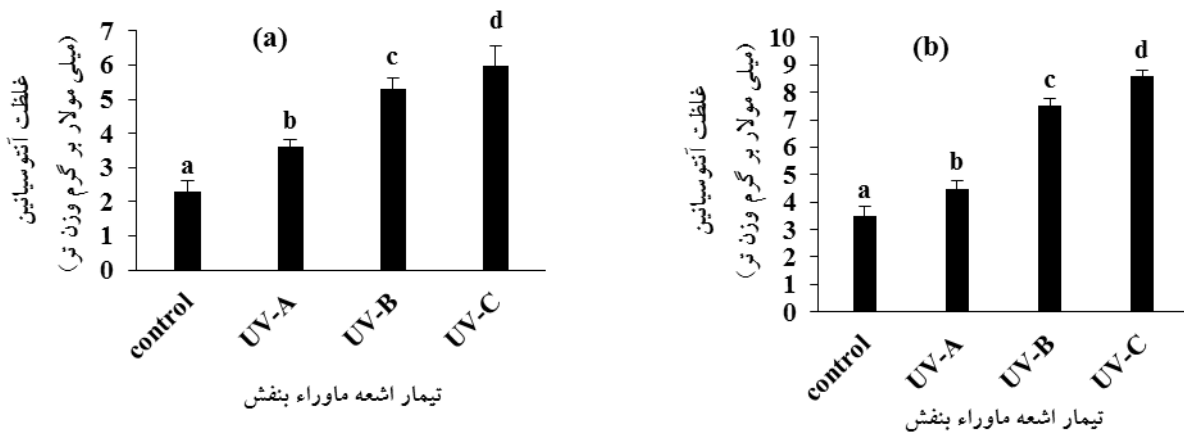 (a)
غلظت آنتوسیانین
(میلی مولار بر گرم وزن تر)
7
6
5
4
3
2
1
0
a
b
c
d
control
UV-A
UV-B
UV-C
تیمار اشعه ماوراء بنفش
(b)
غلظت آنتوسیانین
(میلی مولار بر گرم وزن تر)
10
9
8
7
6
5
4
3
2
1
0
a
b
c
d
control
UV-A
UV-B
UV-C
تیمار اشعه ماوراء بنفش